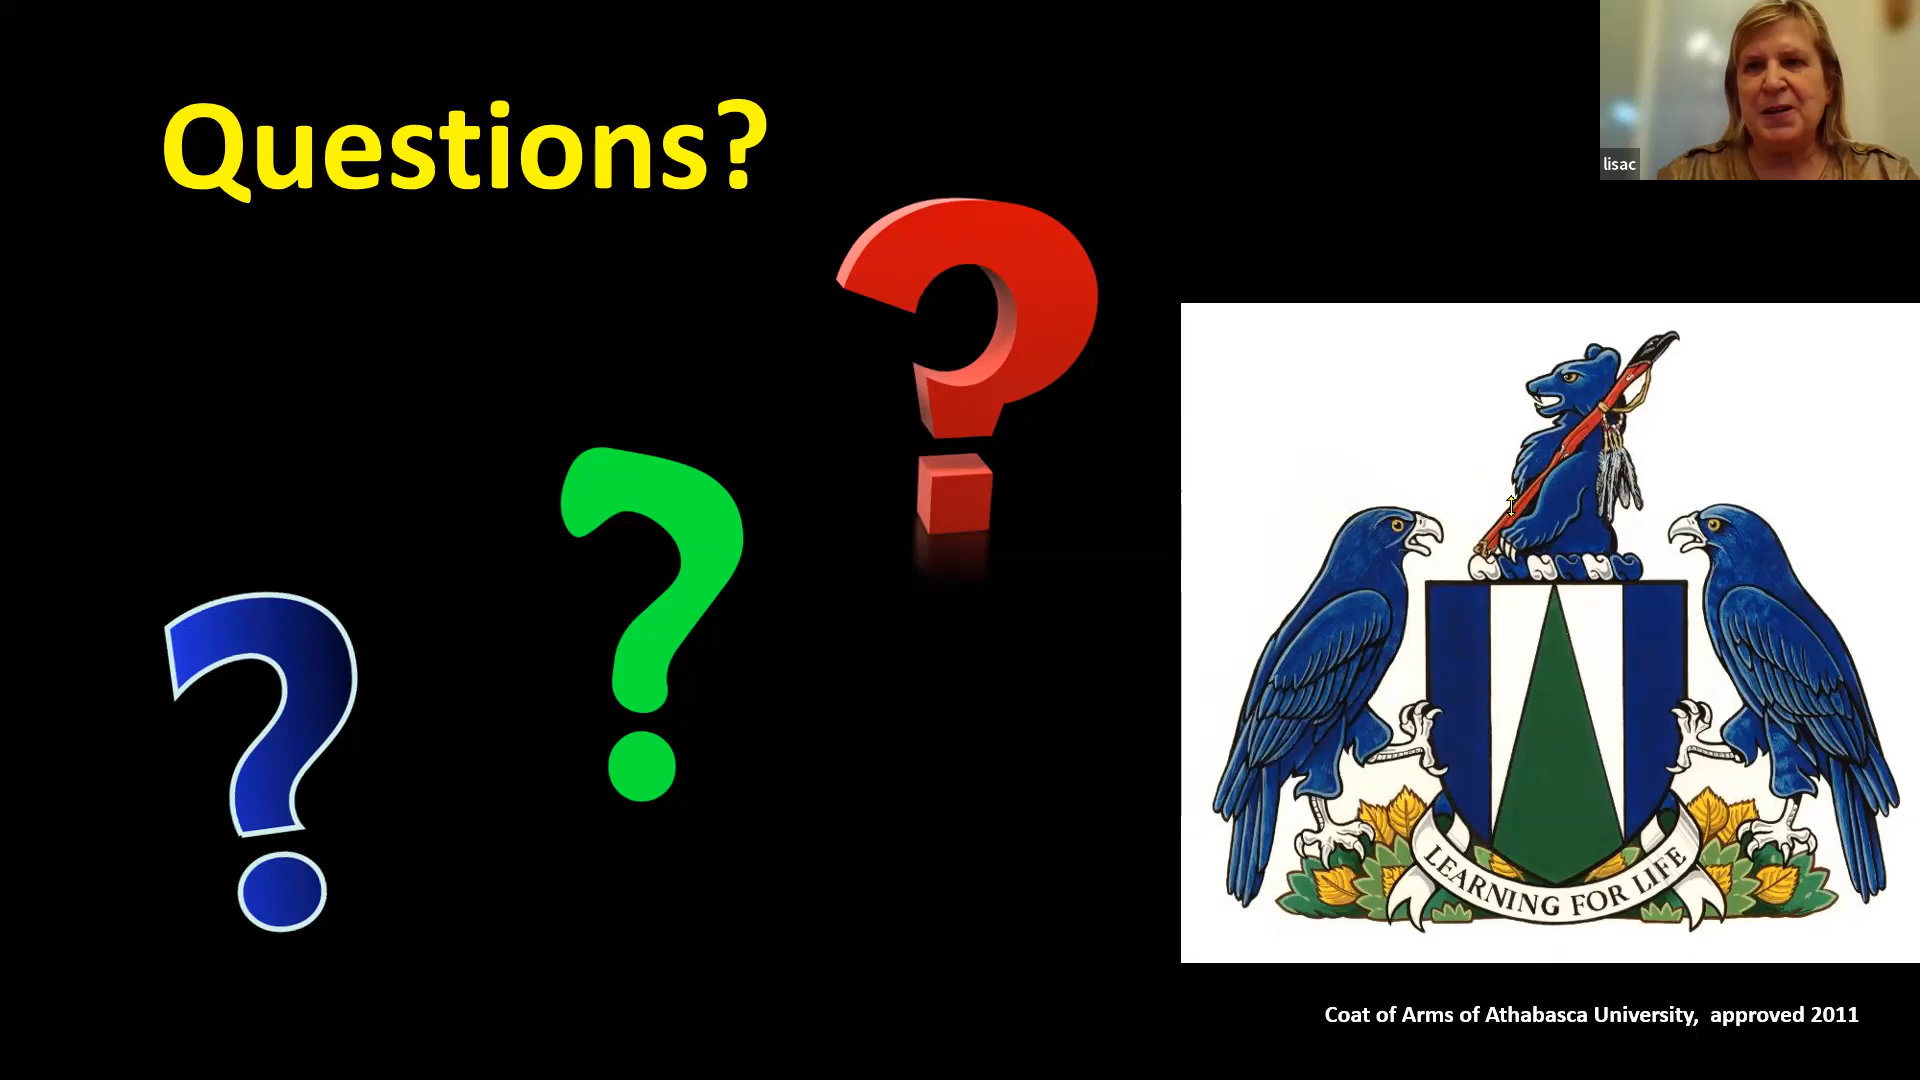 Questions?
lisac
LEARNING FOR LIFE
Coat of Arms of Athabasca University, approved 2011